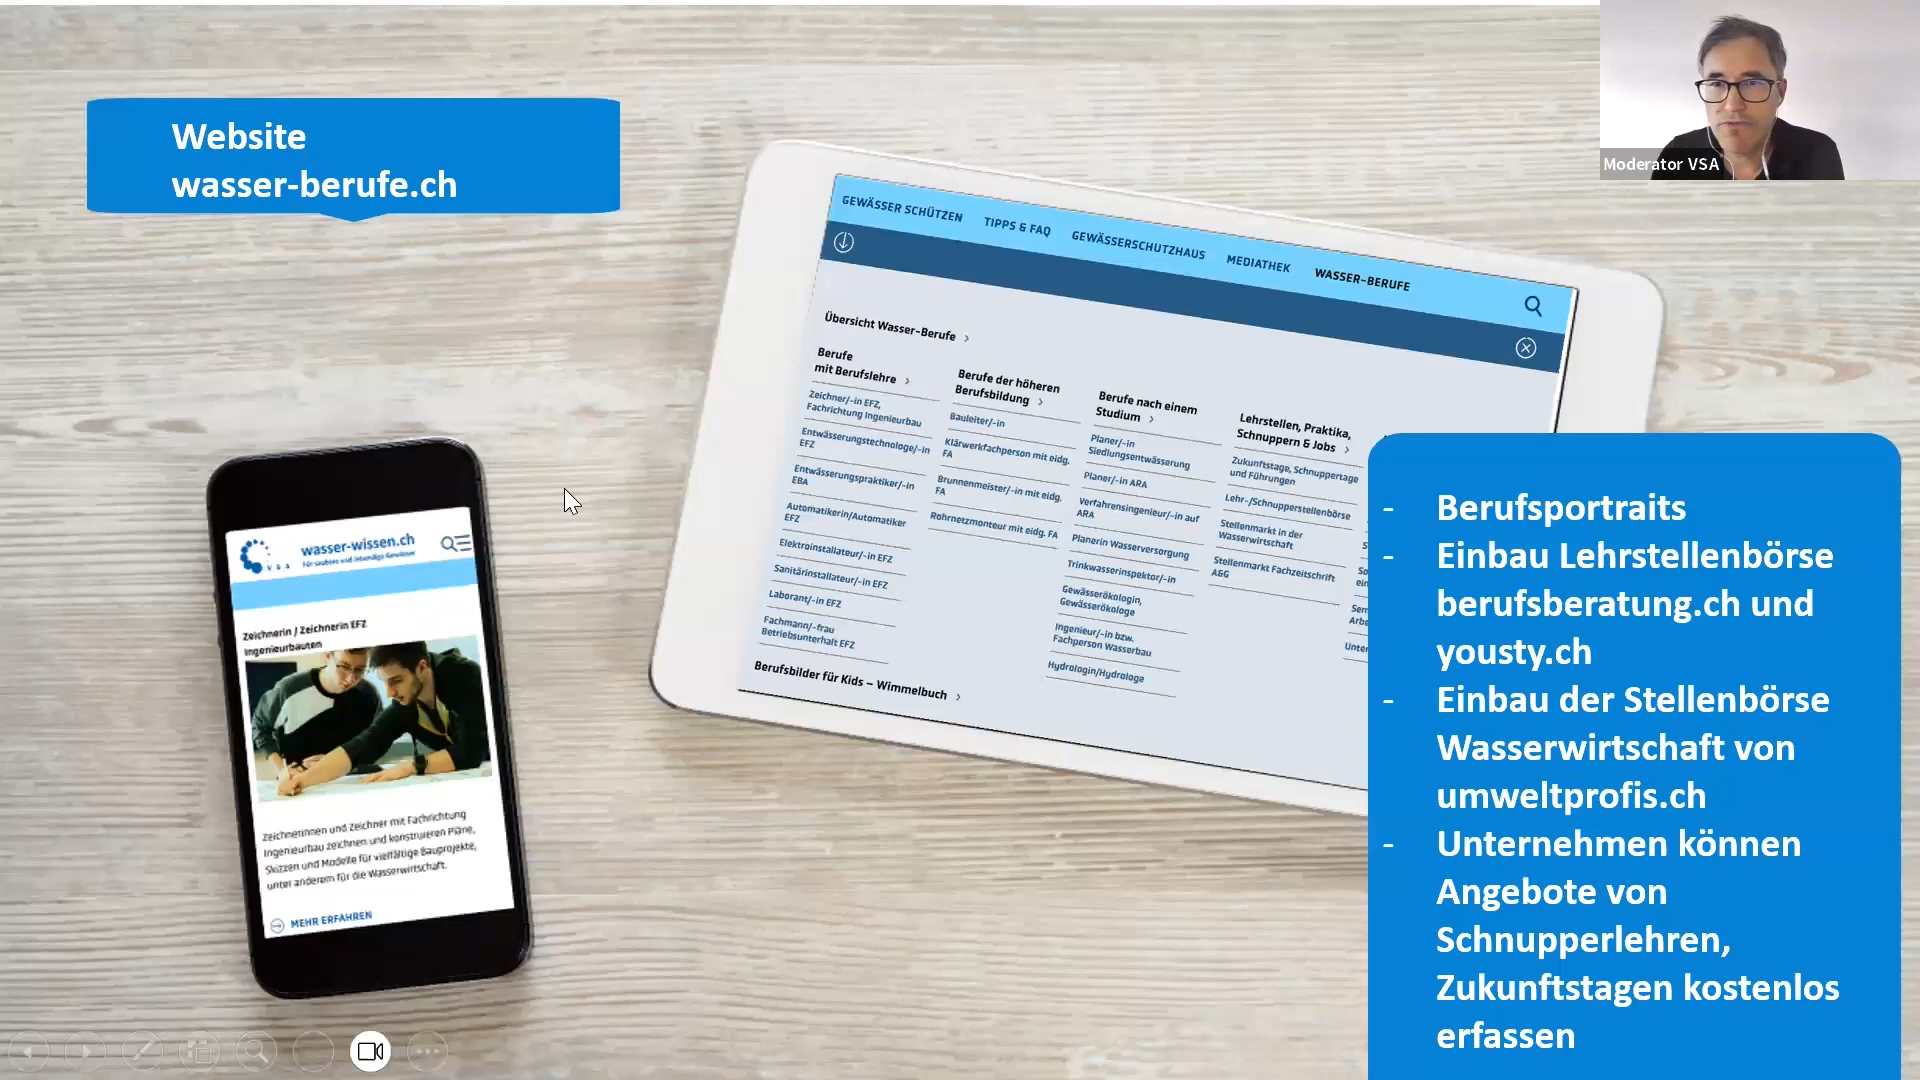 Website
wasser-berufe.ch
Moderator VSA
GEWÄSSER SCHÜTZEN TIPPS & FAQ GEWÄSSERSCHUTZHAUS MEDIATHEK WASSER-BERUFE
Übersicht Wasser-Berufe
Berufe
mit Berufslehre
Zeichner/-in EFZ,
Fachrichtung Ingenieurbau
Entwässerungstechnologe/-in
EFZ
Entwässerungspraktiker/-in
EBA
Automatikerin/Automatiker
EFZ
Elektroinstallateur/-in EFZ
Sanitärinstallateur/-in EFZ
Laborant/-in EFZ
Fachmann/-frau
Betriebsunterhalt EFZ
Berufsbilder für Kids – Wimmelbuch
Berufe der höheren
Berufsbildung
Bauleiter/-in
Klärwerkfachperson mit eidg.
FA
Brunnenmeister/-in mit eidg.
FA
Rohrnetzmonteur mit eidg. FA
Berufe nach einem
Studium
Planer/-in
Siedlungsentwässerung
Planer/-in ARA
Verfahrensingenieur/-in auf
ARA
Planerin Wasserversorgung
Trinkwasserinspektor/-in
Gewässerökologin,
Gewässerökologe
Ingenieur/-in bzw.
Fachperson Wasserbau
Hydrologin/Hydrologe
Lehrstellen, Praktika,
Schnuppern & Jobs
Zukunftstage, Schnuppertage
und Führungen
Lehr-/Schnupperstellenbörse
Stellenmarkt in der
Wasserwirtschaft
Stellenmarkt Fachzeitschrift
A&G
VSA
wasser-wissen.ch
Für saubere und lebendige Gewässer
Zeichnerin / Zeichnerin EFZ
Ingenieurbauten
Zeichnerinnen und Zeichner mit Fachrichtung
Ingenieurbau zeichnen und konstruieren Pläne,
Skizzen und Modelle für vielfältige Bauprojekte,
unter anderem für die Wasserwirtschaft.
MEHR ERFAHREN
- Berufsportraits
- Einbau Lehrstellenbörse
berufsberatung.ch und
yousty.ch
- Einbau der Stellenbörse
Wasserwirtschaft von
umweltprofis.ch
- Unternehmen können
Angebote von
Schnupperlehren,
Zukunftstagen kostenlos
erfassen